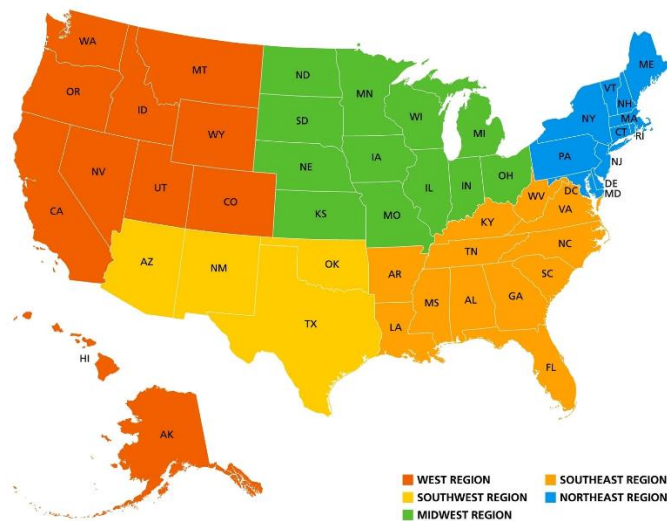 WA
MT
ND
MN
ME
VT
NH
OR
ID
SD
WI
MI
NY
MA
CT
RI
WY
NE
IA
PA
NJ
NV
UT
CO
IL
IN
OH
DE
MD
DC
WV
VA
CA
KS
MO
KY
NC
TN
AZ
NM
OK
AR
SC
MS
AL
GA
TX
LA
FL
HI
AK
WEST REGION
SOUTHWEST REGION
MIDWEST REGION
SOUTHEAST REGION
NORTHEAST REGION